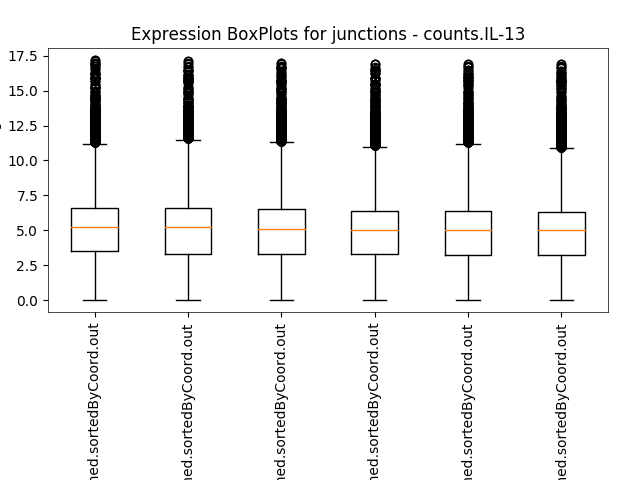 Expression BoxPlots for junctions - counts.IL-13
17.5
15.0
12.5
10.0
7.5
5.0
2.5
0.0
ned.sortedByCoord.out
ned.sortedByCoord.out
ned.sortedByCoord.out
ned.sortedByCoord.out
ned.sortedByCoord.out
ned.sortedByCoord.out